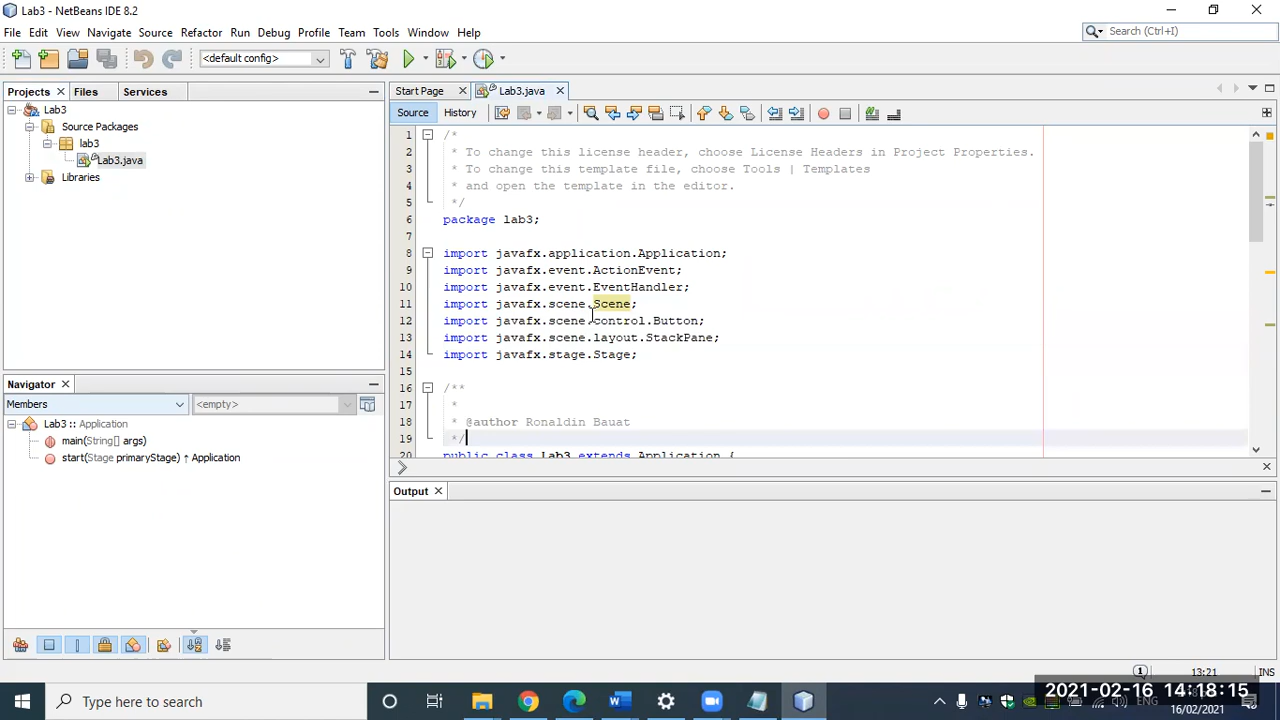 Lab3 - NetBeans IDE 8.2
File Edit View Navigate Source Refactor Run Debug Profile Team Tools Window Help
Search (Ctrl+I)
<default config>
Projects Files Services
Lab3
Source Packages
lab3
Lab3.java
Libraries
Start Page Lab3.java
Source History
1 /*
2 * To change this license header, choose License Headers in Project Properties.
3 * To change this template file, choose Tools | Templates
4 * and open the template in the editor.
5 */
6 package lab3;
7
8 import javafx.application.Application;
9 import javafx.event.ActionEvent;
10 import javafx.event.EventHandler;
11 import javafx.scene.Scene;
12 import javafx.scene.control.Button;
13 import javafx.scene.layout.StackPane;
14 import javafx.stage.Stage;
15
16 /**
17 *
18 * @author Ronaldin Bauat
19 */
20 public class Lab3 extends Application {
Navigator
Members <empty>
Lab3 :: Application
main(String[] args)
start(Stage primaryStage) ↑ Application
Output
1 13:21 INS
Type here to search
ENG
2021-02-16 14:18:15
16/02/2021